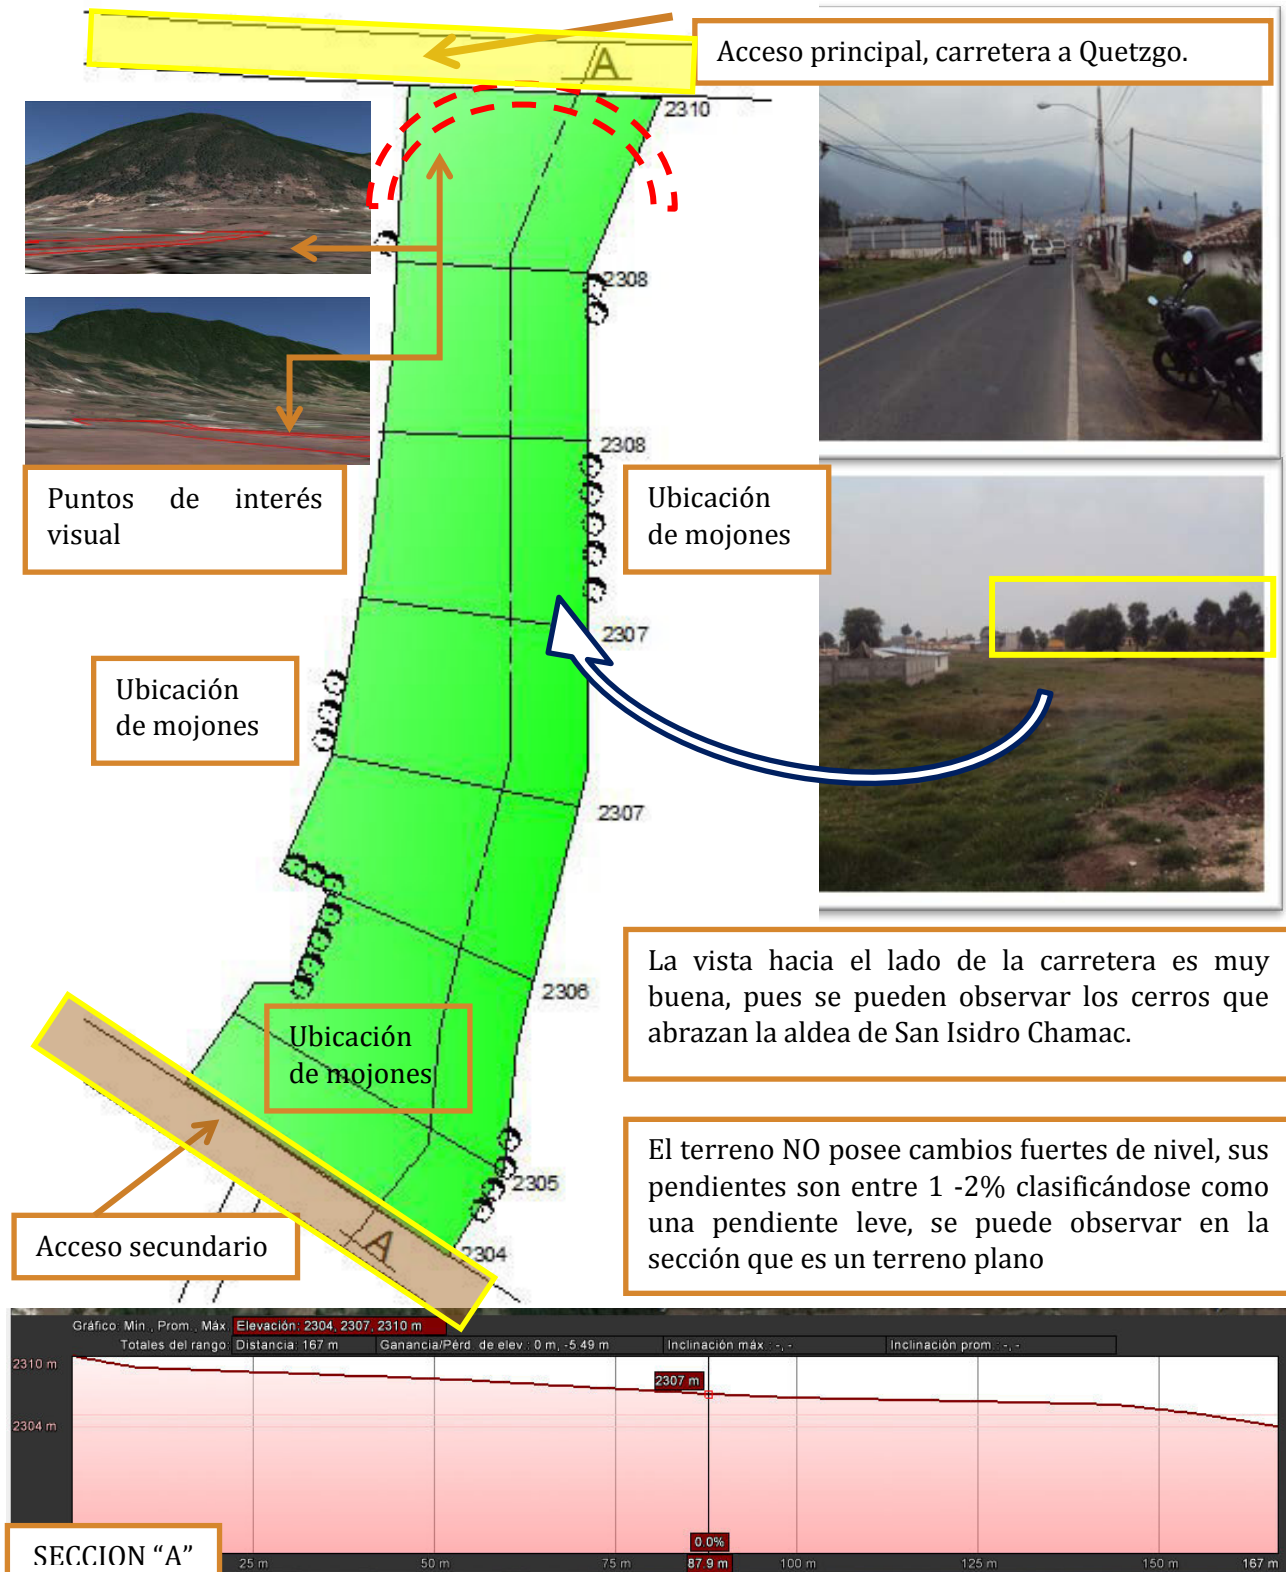 Acceso principal, carretera a Quetzgo.
A
2310
2308
2308
Puntos de interés
visual
Ubicación
de mojones
2307
Ubicación
de mojones
2307
2306
La vista hacia el lado de la carretera es muy
buena, pues se pueden observar los cerros que
abrazan la aldea de San Isidro Chamac.
Ubicación
de mojones
El terreno NO posee cambios fuertes de nivel, sus
pendientes son entre 1 -2% clasificándose como
una pendiente leve, se puede observar en la
sección que es un terreno plano
2305
Acceso secundario
A
2304
Gráfico: Min., Prom., Máx. Elevación: 2304, 2307, 2310 m
Totales del rango: Distancia: 167 m Ganancia/Pérd. de elev.: 0 m, -5.49 m Inclinación máx.: -, - Inclinación prom.: -, -
2310 m
2307 m
2304 m
0.0%
SECCION “A”
25 m 50 m 75 m 87.9 m 100 m 125 m 150 m 167 m